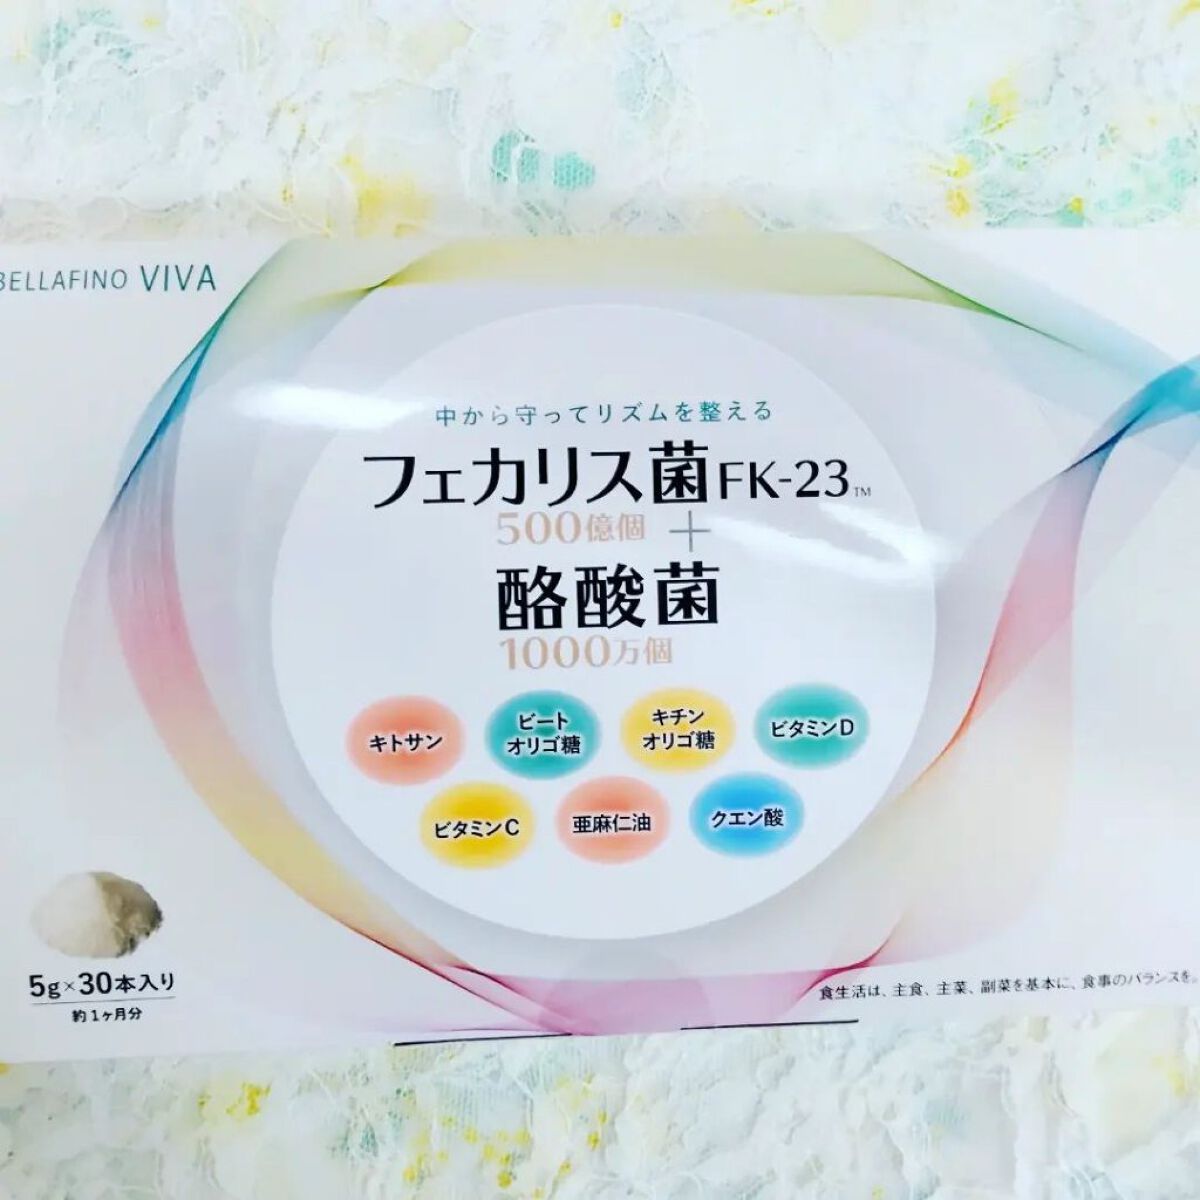 BELLAFINO VIVA
中から守ってリズムを整える
フェカリス菌FK-23™
500億個 +
酪酸菌
1000万個
キトサン
ビート
オリゴ糖
キチン
オリゴ糖
ビタミンD
ビタミンC
亜麻仁油
クエン酸
5g×30本入り
約1ヶ月分
食生活は、主食、主菜、副菜を基本に、食事のバランスを。